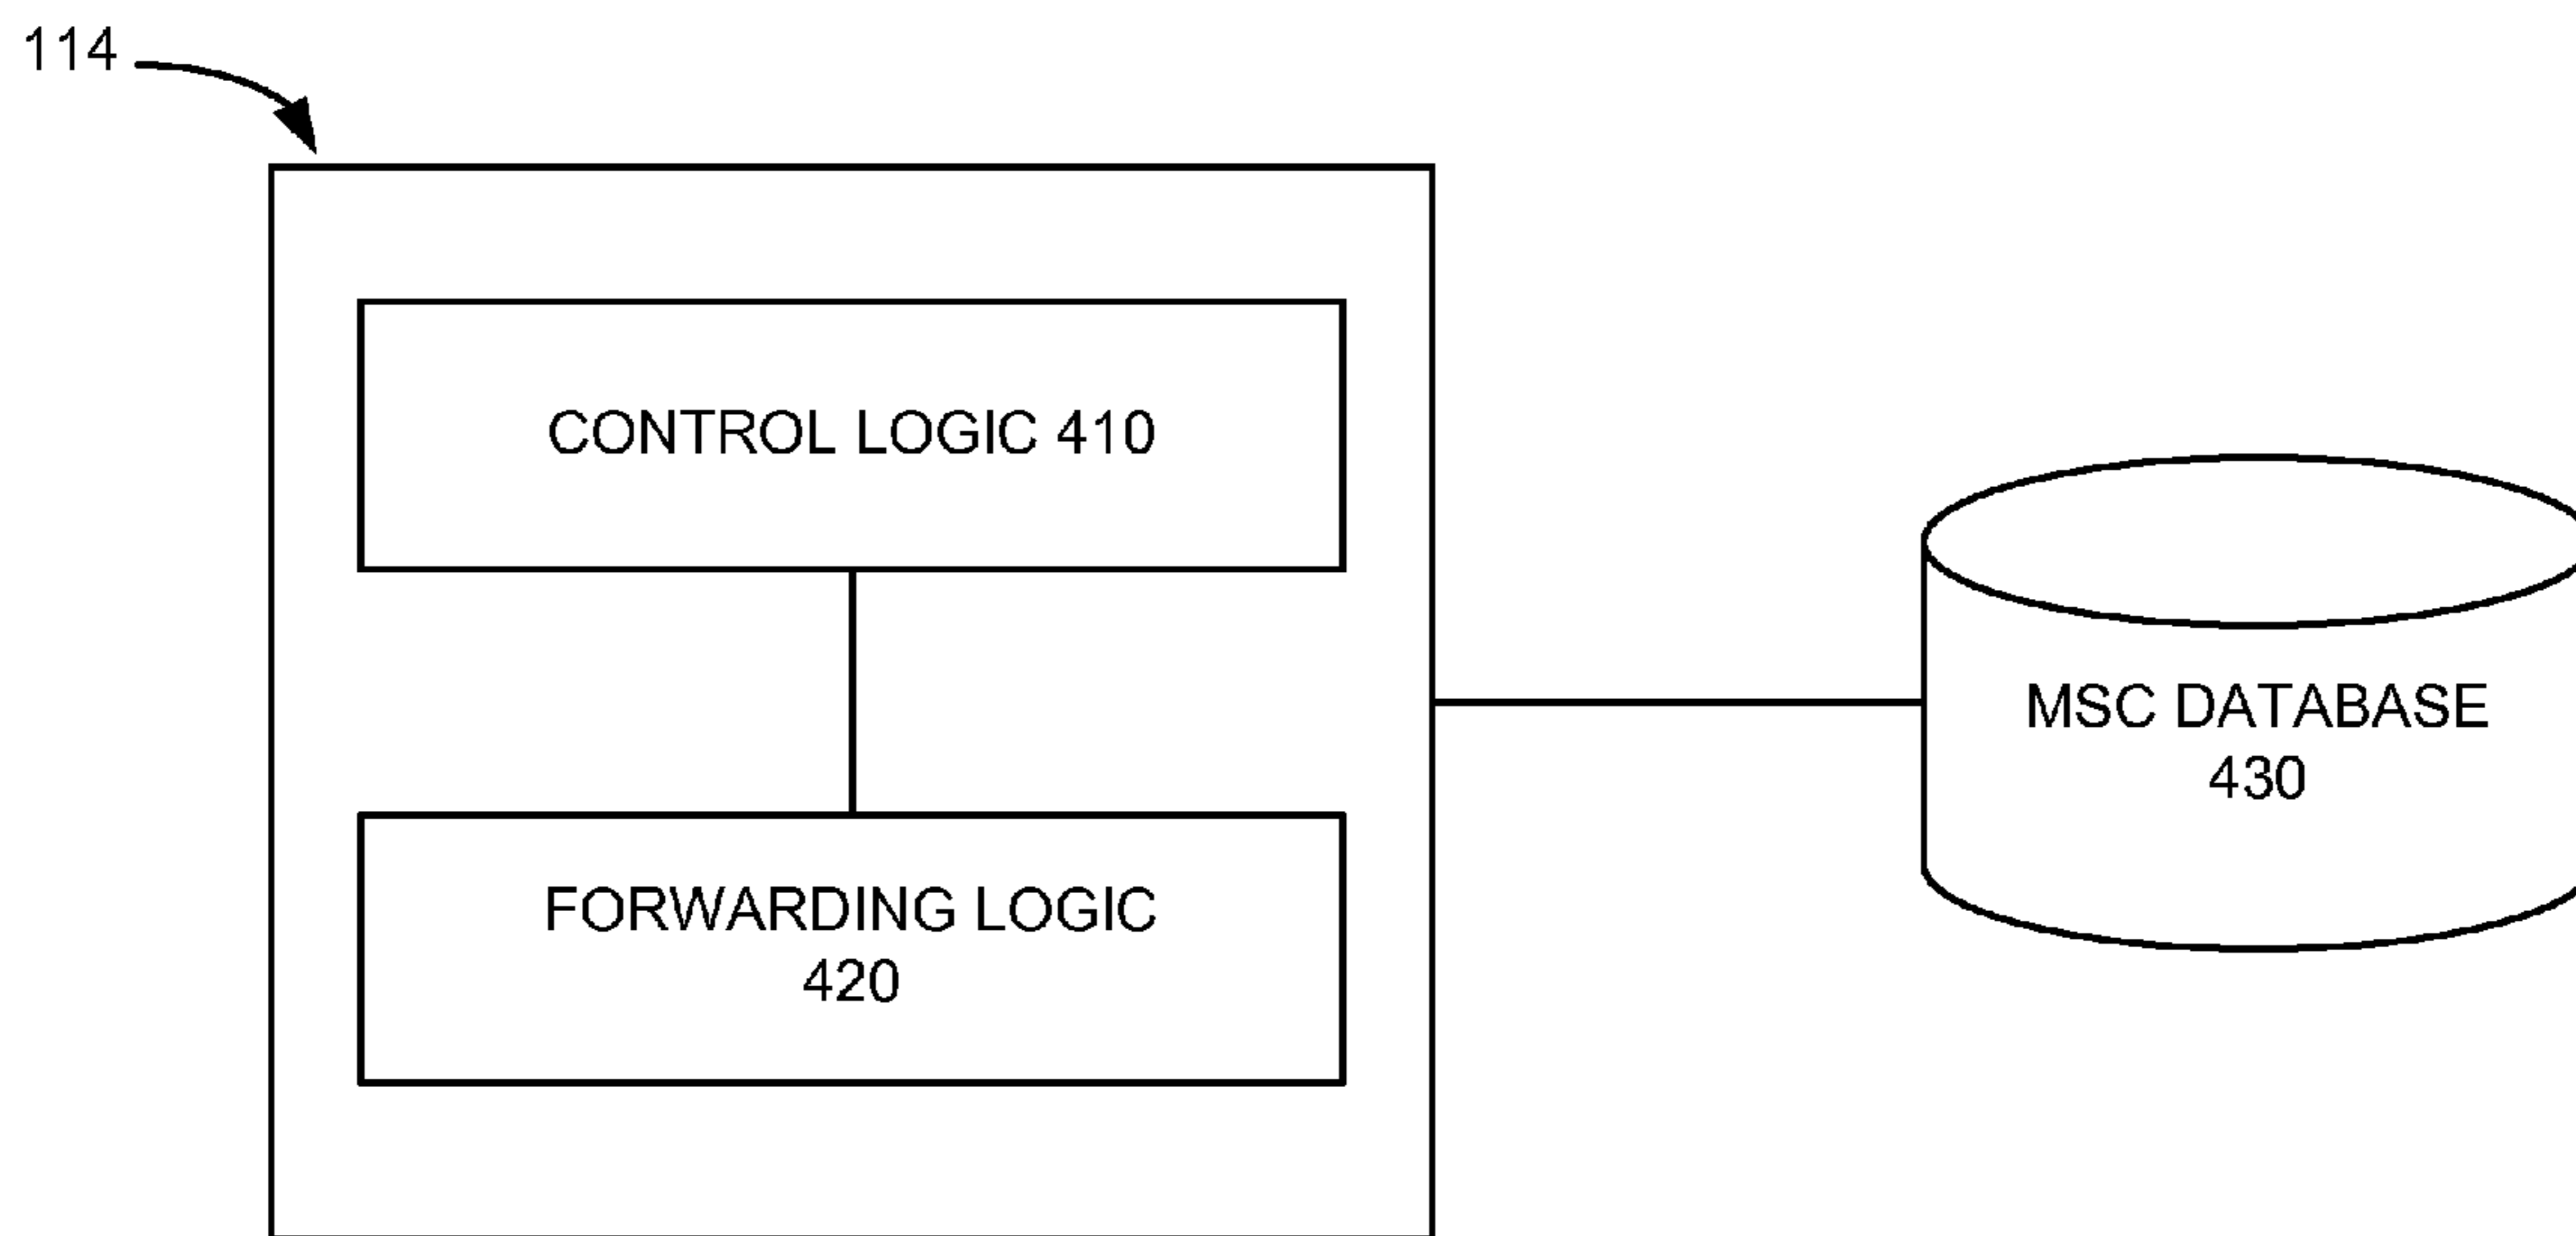 114
CONTROL LOGIC 410
FORWARDING LOGIC
420
MSC DATABASE
430